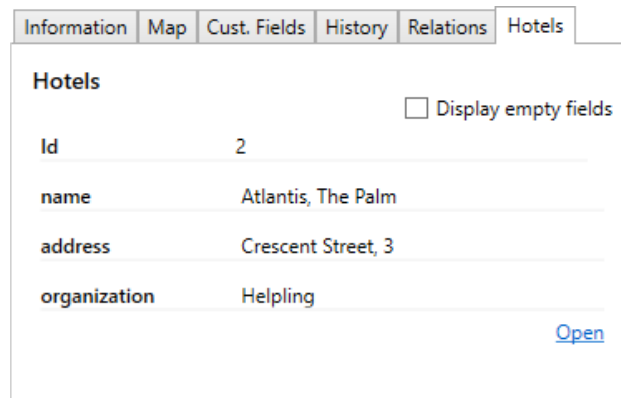 Information Map Cust. Fields History Relations Hotels
Hotels
Display empty fields
Id 2
name Atlantis, The Palm
address Crescent Street, 3
organization Helpling
Open